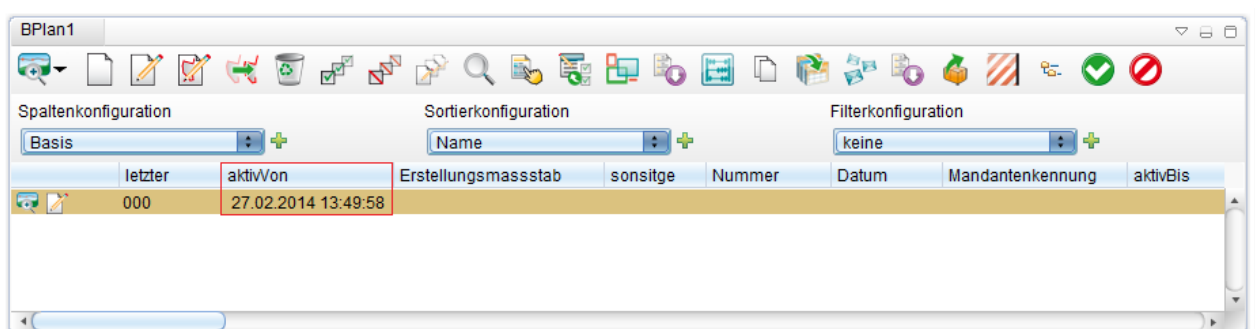 BPlan1
Spaltenkonfiguration Sortierkonfiguration Filterkonfiguration
Basis Name keine
letzter aktivVon Erstellungsmassstab sonsitge Nummer Datum Mandantenkennung aktivBis
000 27.02.2014 13:49:58